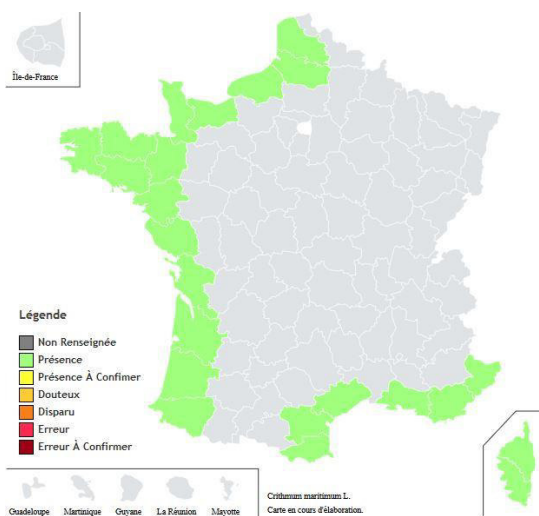 Île-de-France
Légende
Non Renseignée
Présence
Présence À Confimer
Douteux
Disparu
Erreur
Erreur À Confirmer
Guadeloupe Martinique Guyane La Réunion Mayotte
Crithmum maritimum L.
Carte en cours d'élaboration.